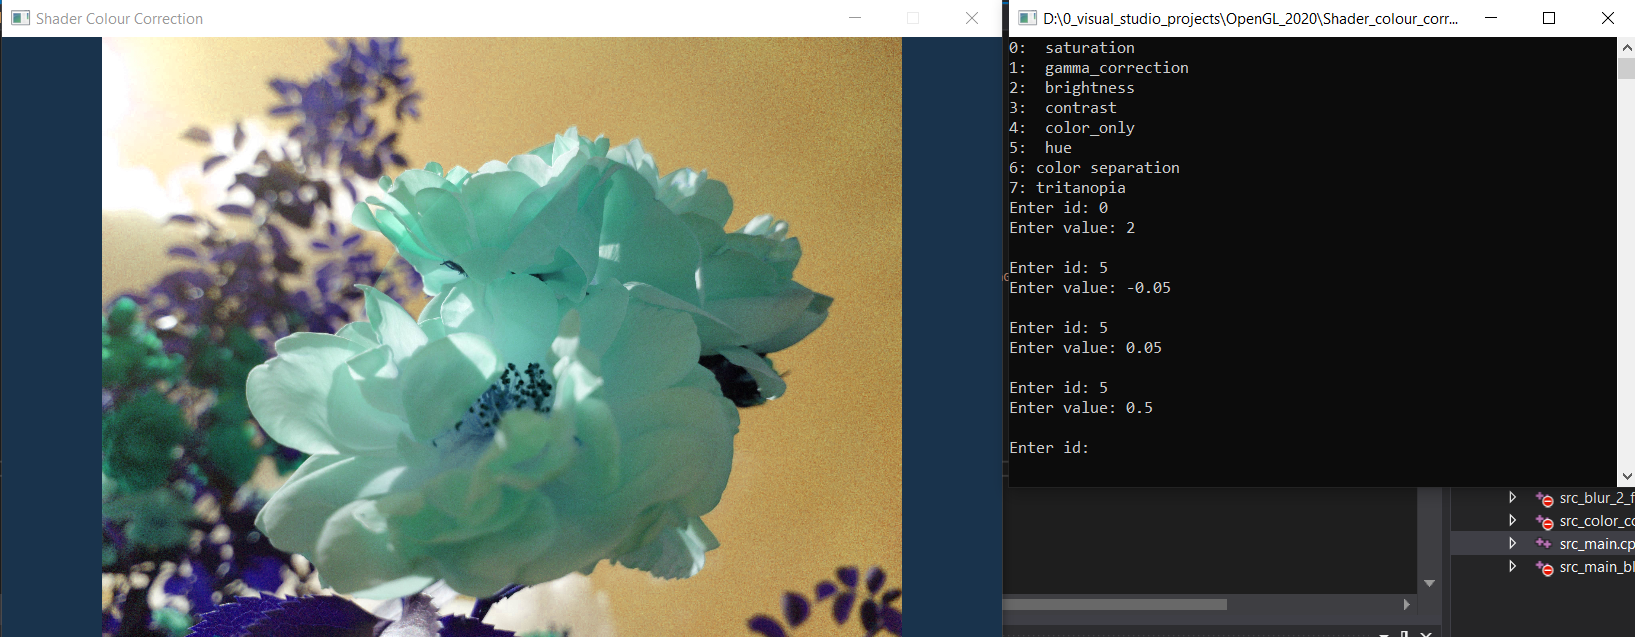 Shader Colour Correction
D:\0_visual_studio_projects\OpenGL_2020\Shader_colour_corr...
0:  saturation
1:  gamma_correction
2:  brightness
3:  contrast
4:  color_only
5:  hue
6: color separation
7: tritanopia
Enter id: 0
Enter value: 2
Enter id: 5
Enter value: -0.05
Enter id: 5
Enter value: 0.05
Enter id: 5
Enter value: 0.5
Enter id:
src_blur_2_f
src_color_co
src_main.cp
src_main_bl